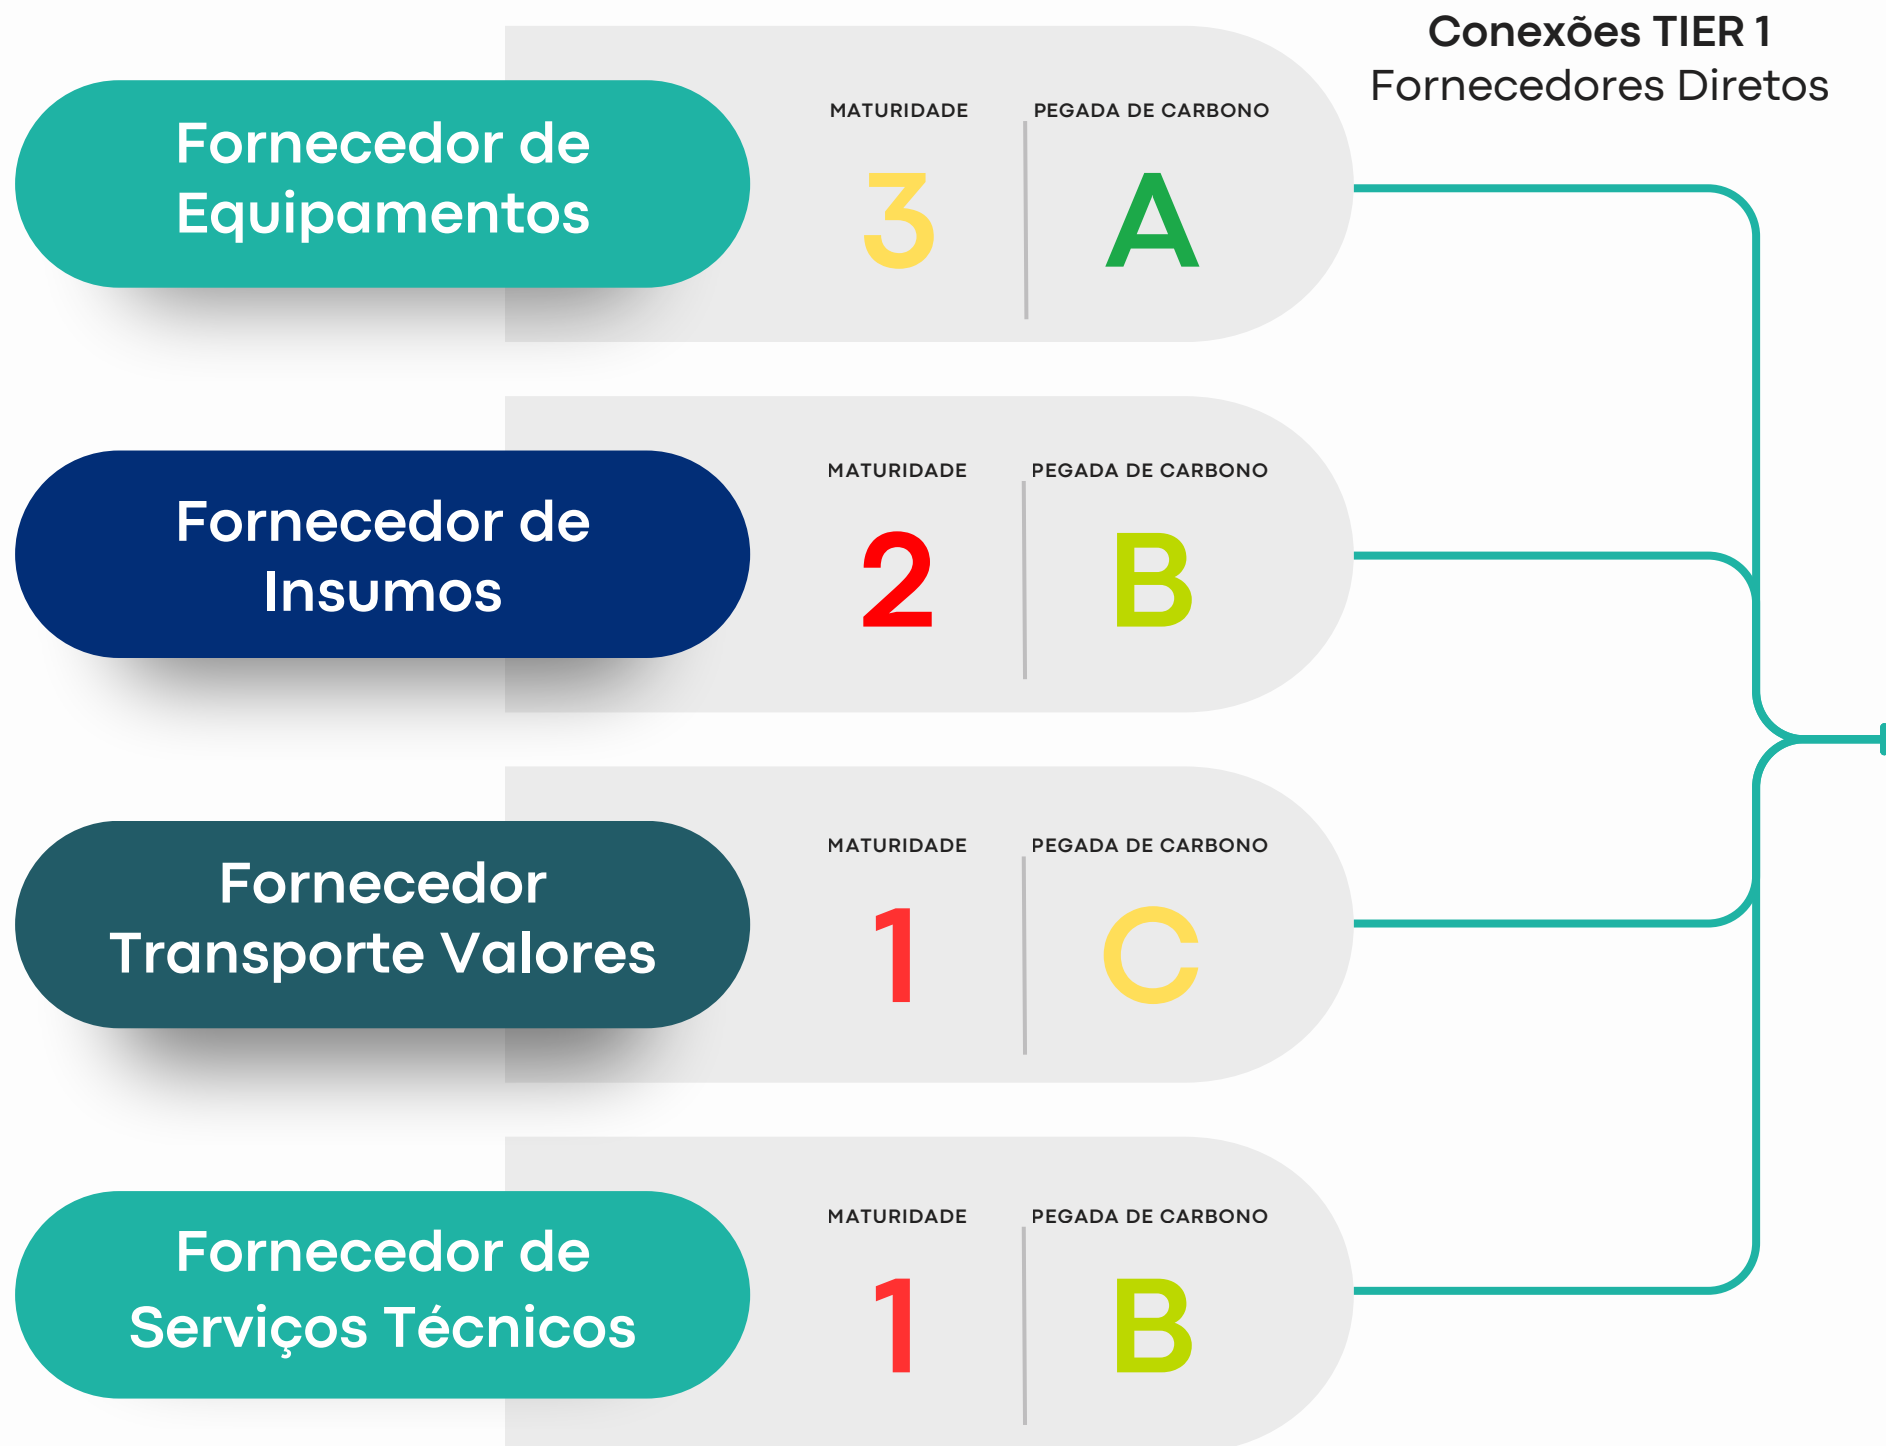 Conexões TIER 1
Fornecedores Diretos
Fornecedor de
Equipamentos
MATURIDADE
PEGADA DE CARBONO
3
A
Fornecedor de
Insumos
MATURIDADE
PEGADA DE CARBONO
2
B
Fornecedor
Transporte Valores
MATURIDADE
PEGADA DE CARBONO
1
C
Fornecedor de
Serviços Técnicos
MATURIDADE
PEGADA DE CARBONO
1
B